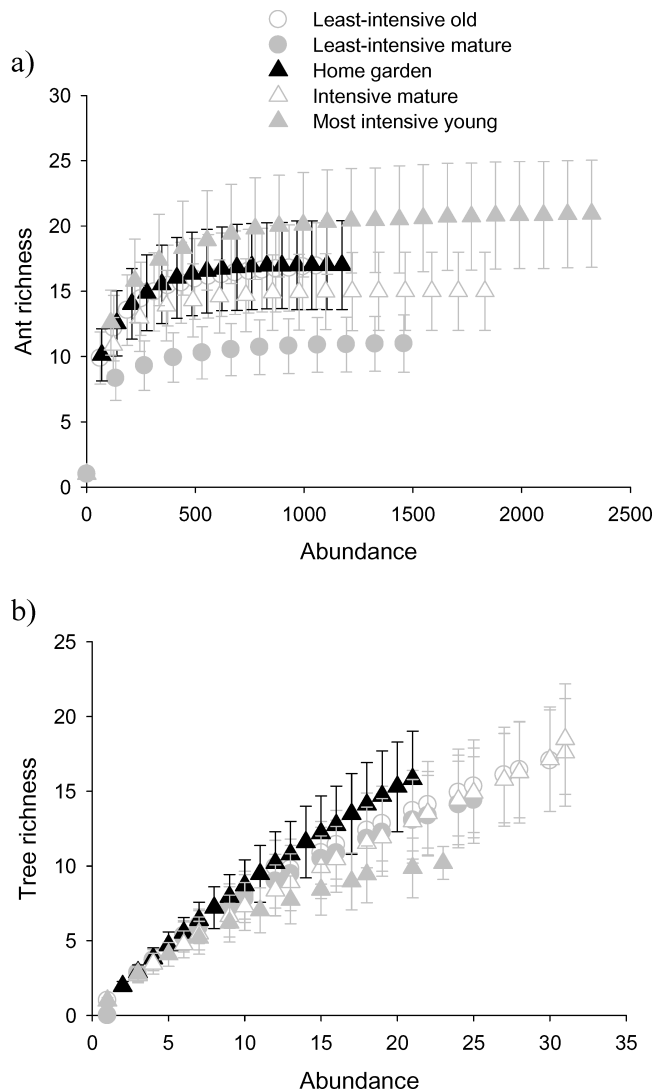 Least-intensive old
Least-intensive mature
Home garden
Intensive mature
Most intensive young
a)
30
25
20
15
10
5
0
Ant richness
0 500 1000 1500 2000 2500
Abundance
b)
25
20
15
10
5
0
Tree richness
0 5 10 15 20 25 30 35
Abundance